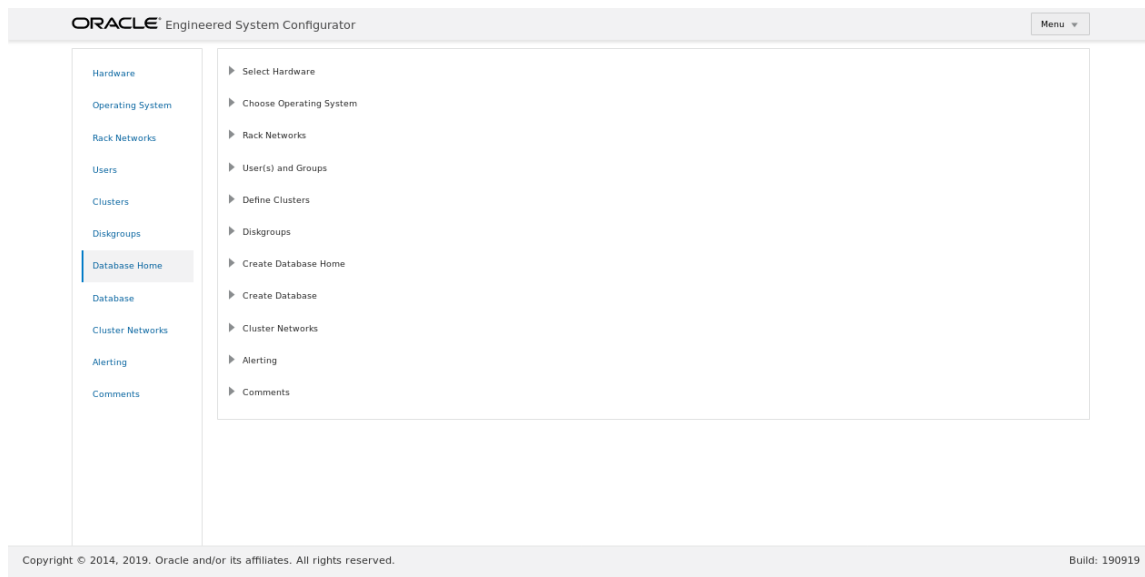 ORACLE® Engineered System Configurator
Menu
Hardware
Operating System
Rack Networks
Users
Clusters
Diskgroups
Database Home
Database
Cluster Networks
Alerting
Comments
Select Hardware
Choose Operating System
Rack Networks
User(s) and Groups
Define Clusters
Diskgroups
Create Database Home
Create Database
Cluster Networks
Alerting
Comments
Copyright © 2014, 2019. Oracle and/or its affiliates. All rights reserved.
Build: 190919